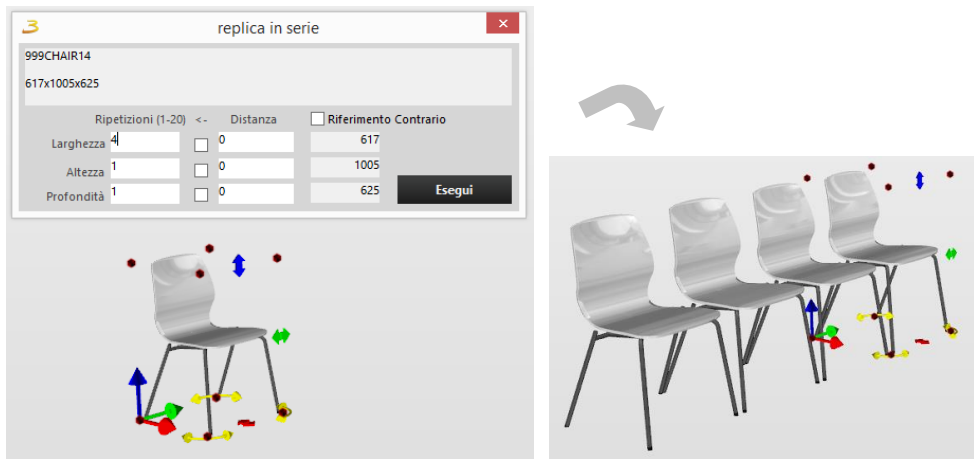 replica in serie
999CHAIR14
617x1005x625
Ripetizioni (1-20) <- Distanza Riferimento Contrario
Larghezza 4 0 617
Altezza 1 0 1005
Profondità 1 0 625 Esegui